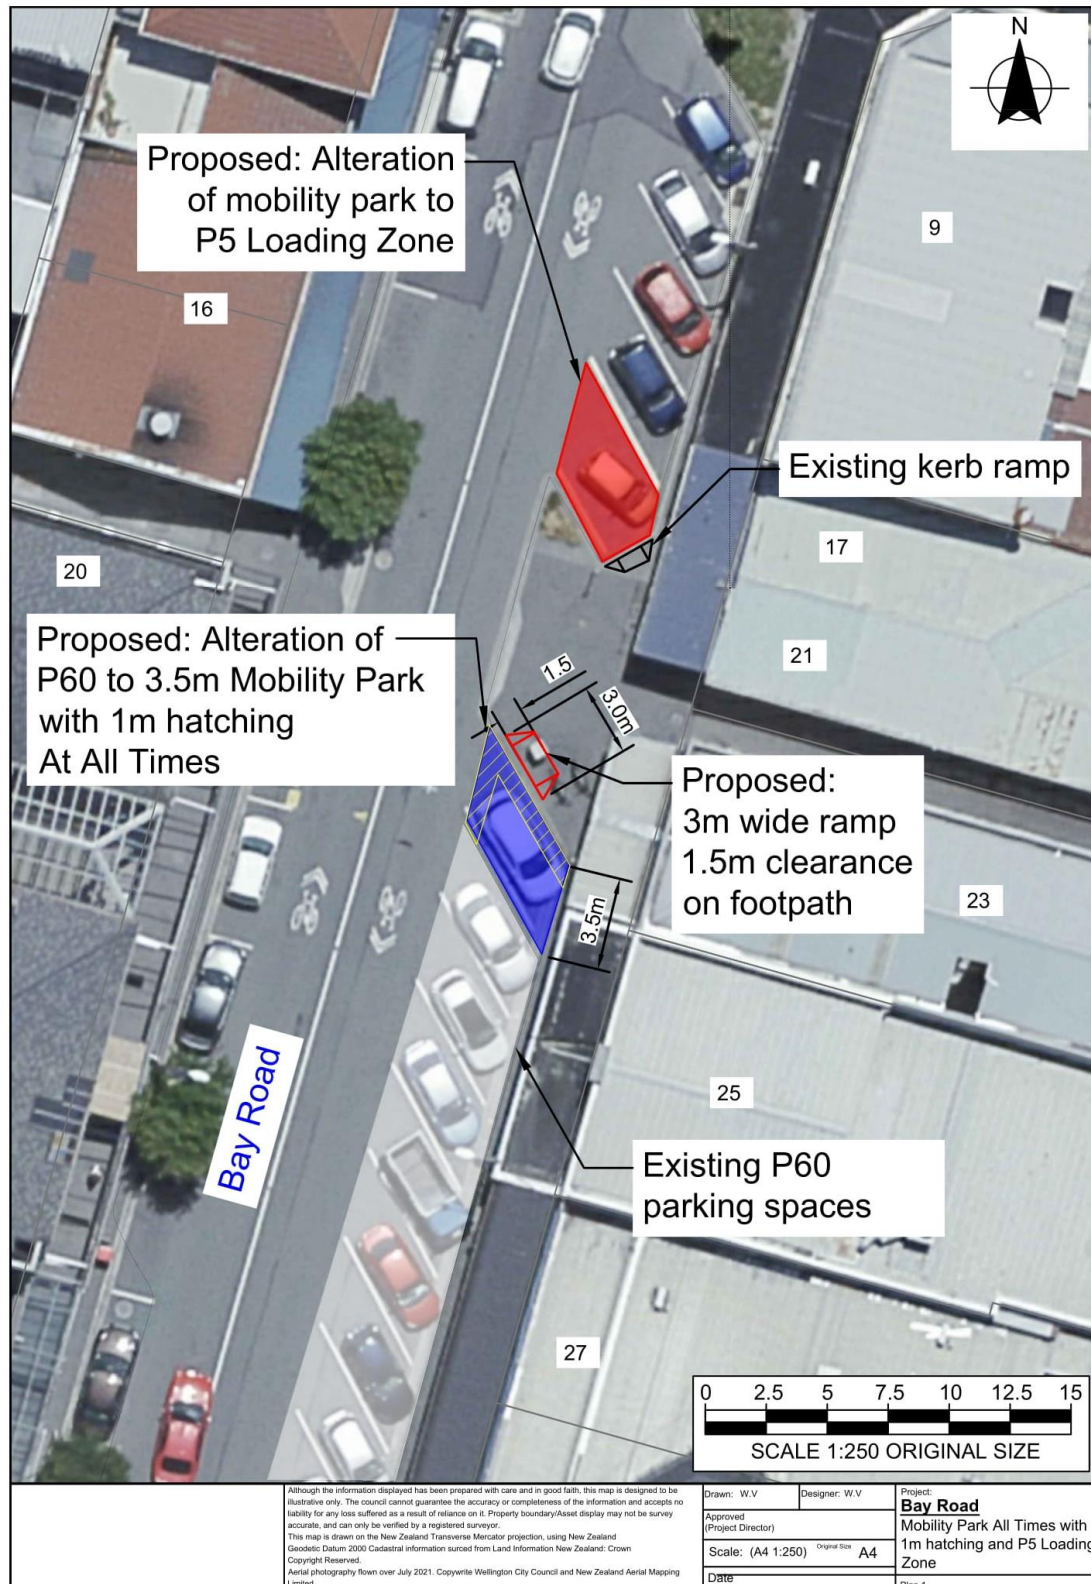 N
Proposed: Alteration
of mobility park to
P5 Loading Zone
9
16
Existing kerb ramp
17
20
21
Proposed: Alteration of
P60 to 3.5m Mobility Park
with 1m hatching
At All Times
1.5
3.0m
Proposed:
3m wide ramp
1.5m clearance
on footpath
23
3.5m
Bay Road
25
Existing P60
parking spaces
27
0 2.5 5 7.5 10 12.5 15
SCALE 1:250 ORIGINAL SIZE
Although the information displayed has been prepared with care and in good faith, this map is designed to be
illustrative only. The council cannot guarantee the accuracy or completeness of the information and accepts no
liability for any loss suffered as a result of reliance on it. Property boundary/Asset display may not be survey
accurate, and can only be verified by a registered surveyor.
This map is drawn on the New Zealand Transverse Mercator projection, using New Zealand
Geodetic Datum 2000 Cadastral information surced from Land Information New Zealand: Crown
Copyright Reserved.
Aerial photography flown over July 2021. Copywrite Wellington City Council and New Zealand Aerial Mapping
Limited
Drawn: W.V
Designer: W.V
Approved
(Project Director)
Scale: (A4 1:250) Original Size A4
Date
Project:
Bay Road
Mobility Park All Times with
1m hatching and P5 Loading
Zone